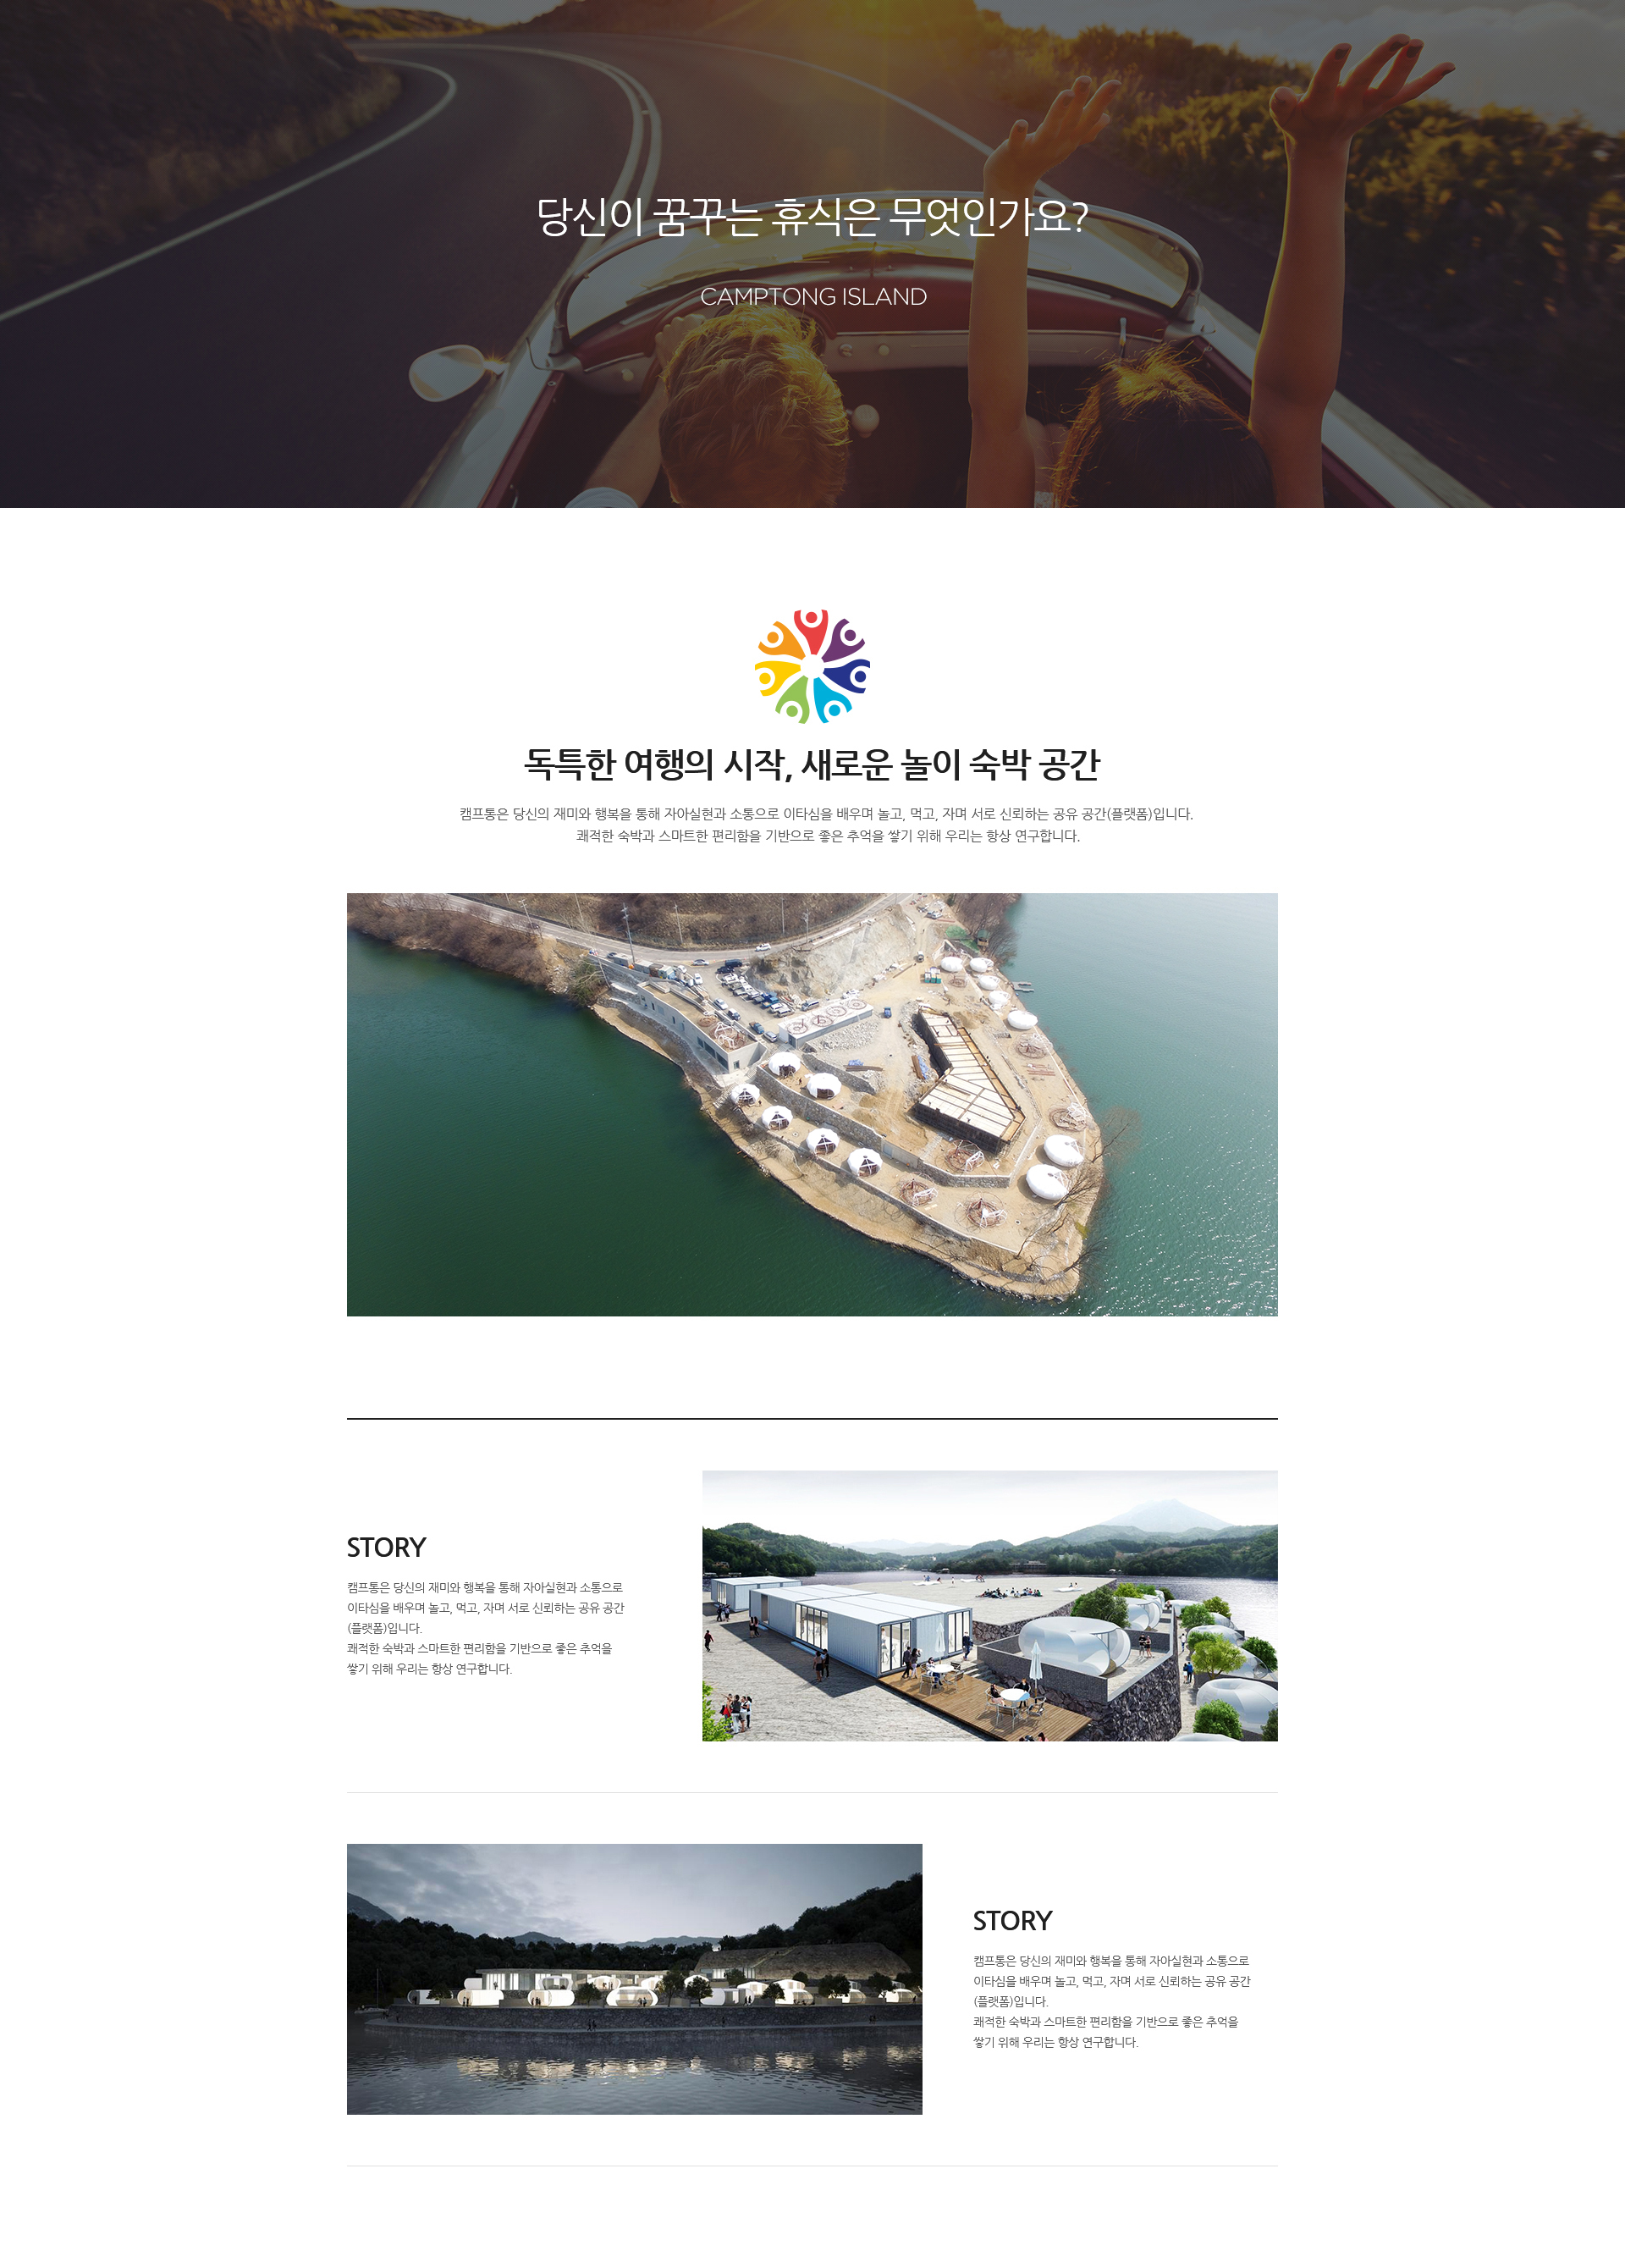 당신이 꿈꾸는 휴식은 무엇인가요?
CAMPTONG ISLAND
독특한 여행의 시작, 새로운 놀이 숙박 공간
캠프통은 당신의 재미와 행복을 통해 자아실현과 소통으로 이타심을 배우며 놀고, 먹고, 자며 서로 신뢰하는 공유 공간(플랫폼)입니다.
쾌적한 숙박과 스마트한 편리함을 기반으로 좋은 추억을 쌓기 위해 우리는 항상 연구합니다.
STORY
캠프통은 당신의 재미와 행복을 통해 자아실현과 소통으로
이타심을 배우며 놀고, 먹고, 자며 서로 신뢰하는 공유 공간
(플랫폼)입니다.
쾌적한 숙박과 스마트한 편리함을 기반으로 좋은 추억을
쌓기 위해 우리는 항상 연구합니다.
STORY
캠프통은 당신의 재미와 행복을 통해 자아실현과 소통으로
이타심을 배우며 놀고, 먹고, 자며 서로 신뢰하는 공유 공간
(플랫폼)입니다.
쾌적한 숙박과 스마트한 편리함을 기반으로 좋은 추억을
쌓기 위해 우리는 항상 연구합니다.